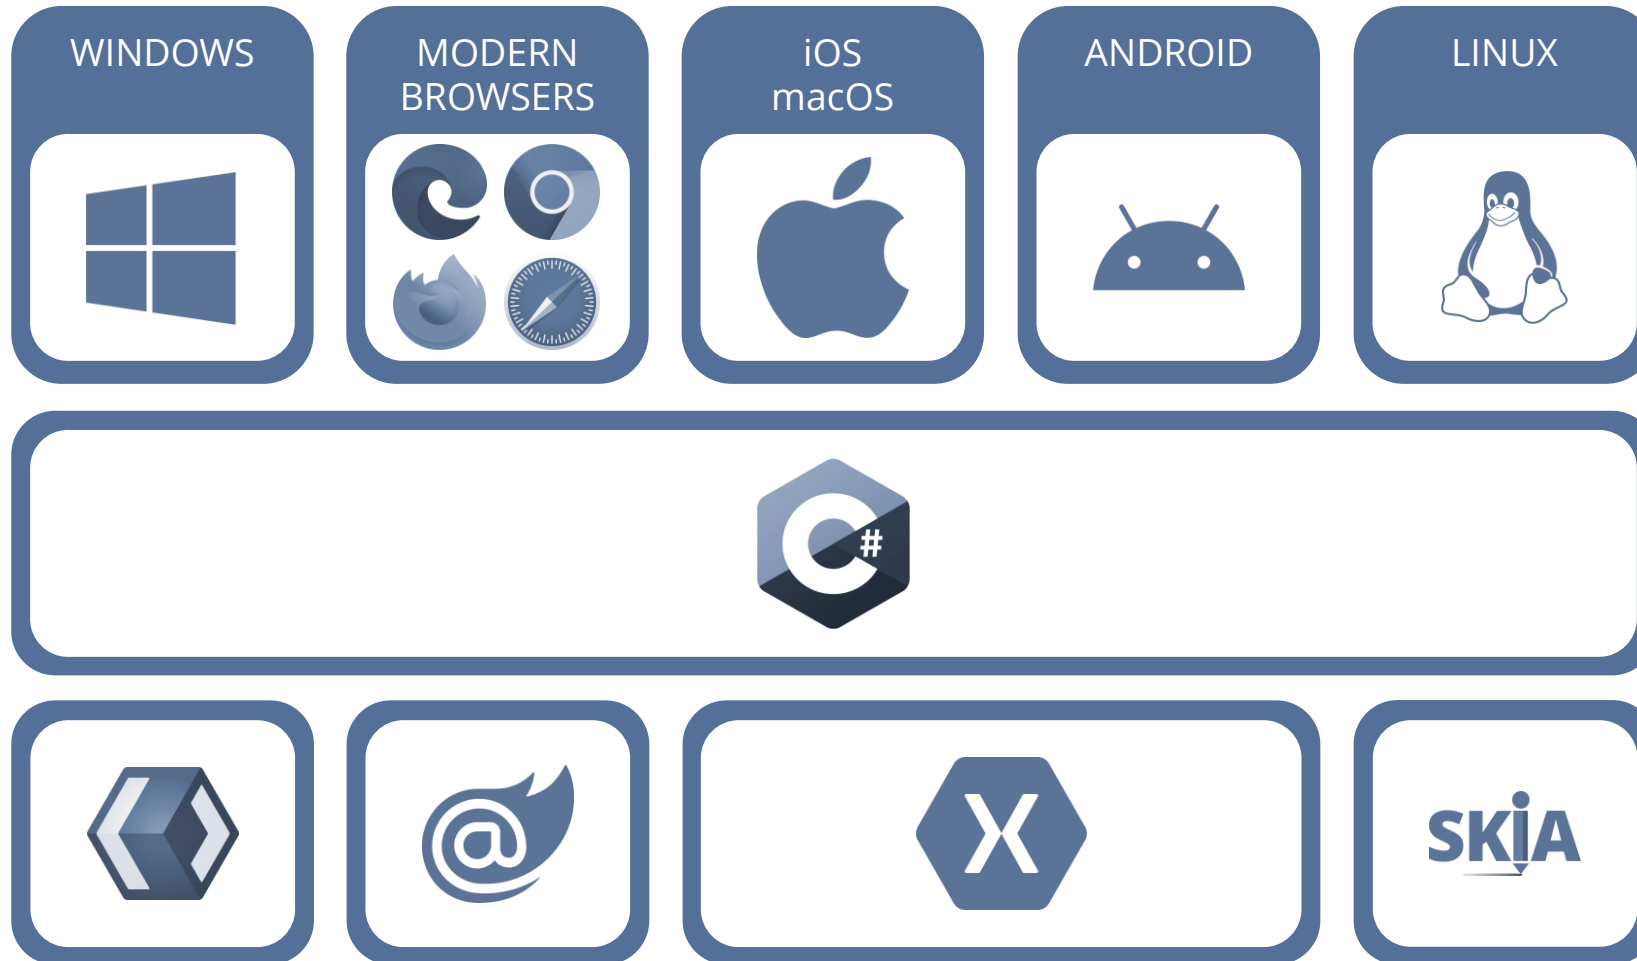 WINDOWS
MODERN
BROWSERS
iOS
macOS
ANDROID
LINUX
C#
@
X
SKiA